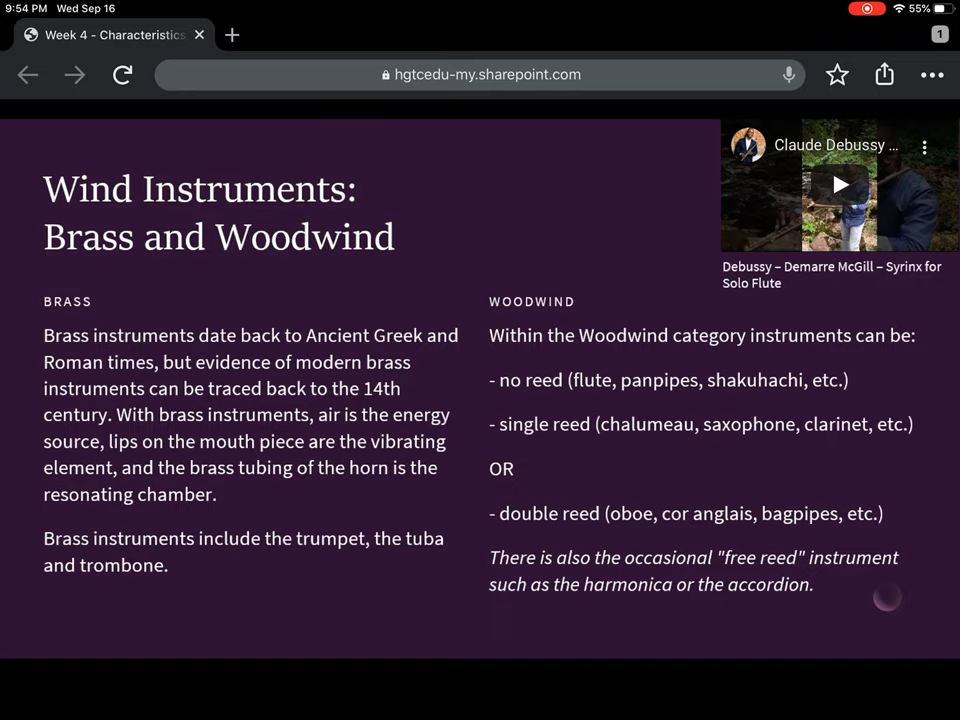 9:54 PM Wed Sep 16
55%
Week 4 - Characteristics
1
hgtcedu-my.sharepoint.com
Claude Debussy ...
Debussy – Demarre McGill – Syrinx for
Solo Flute
Wind Instruments:
Brass and Woodwind
BRASS
Brass instruments date back to Ancient Greek and
Roman times, but evidence of modern brass
instruments can be traced back to the 14th
century. With brass instruments, air is the energy
source, lips on the mouth piece are the vibrating
element, and the brass tubing of the horn is the
resonating chamber.
Brass instruments include the trumpet, the tuba
and trombone.
WOODWIND
Within the Woodwind category instruments can be:
- no reed (flute, panpipes, shakuhachi, etc.)
- single reed (chalumeau, saxophone, clarinet, etc.)
OR
- double reed (oboe, cor anglais, bagpipes, etc.)
There is also the occasional "free reed" instrument
such as the harmonica or the accordion.